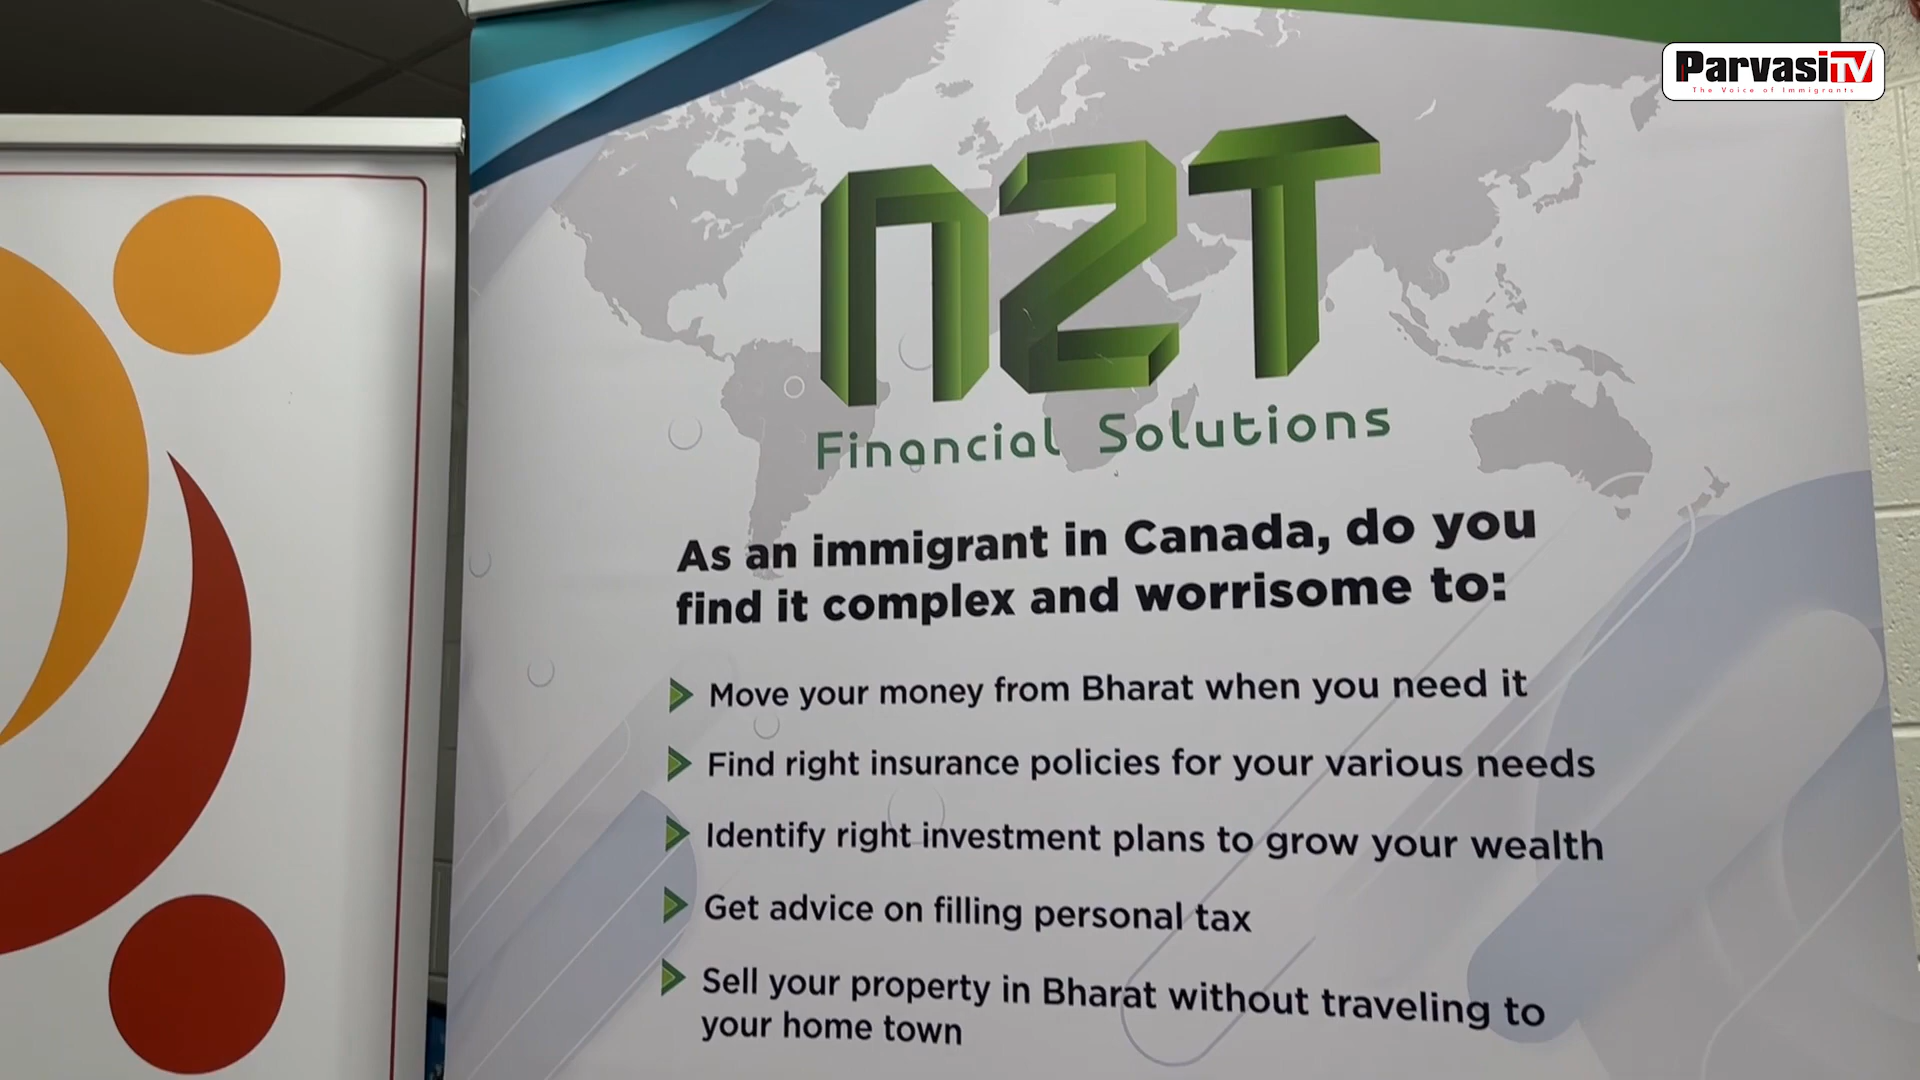 ParvasiTV
The Voice of Immigrants
n2T
Financial Solutions
As an immigrant in Canada, do you
find it complex and worrisome to:
Move your money from Bharat when you need it
Find right insurance policies for your various needs
Identify right investment plans to grow your wealth
Get advice on filling personal tax
Sell your property in Bharat without traveling to
your home town